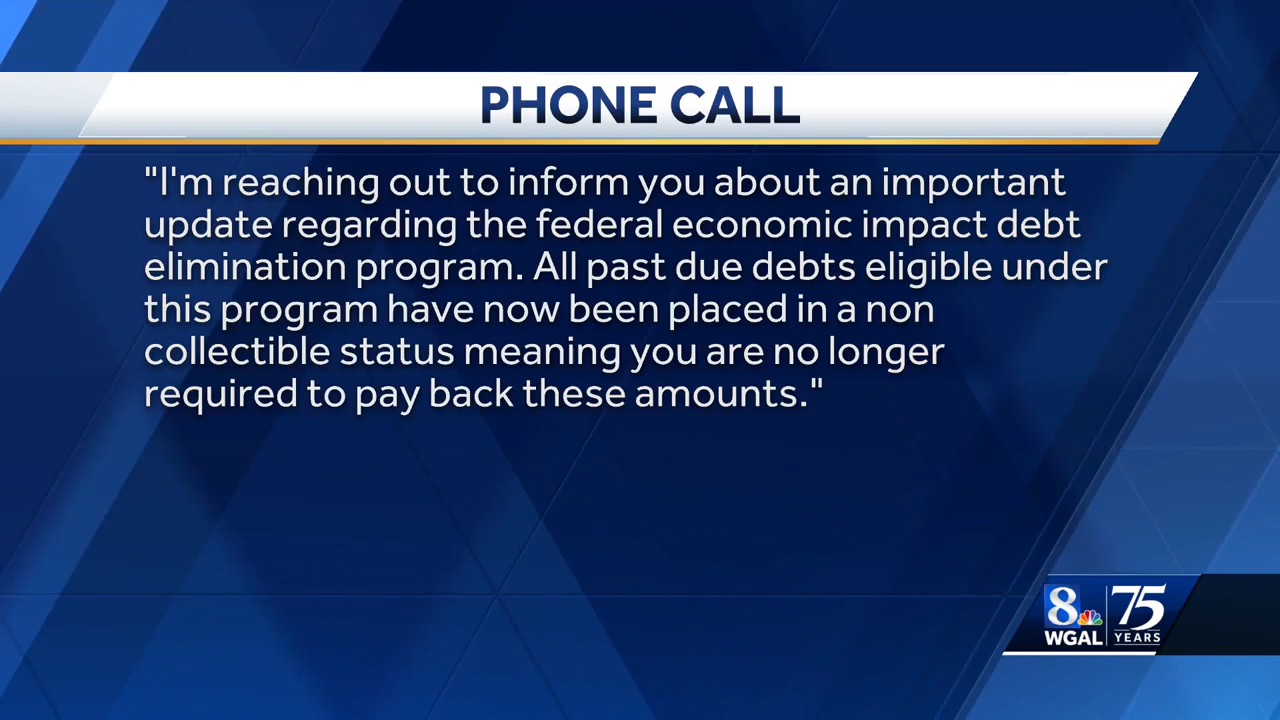 PHONE CALL
"I'm reaching out to inform you about an important
update regarding the federal economic impact debt
elimination program. All past due debts eligible under
this program have now been placed in a non
collectible status meaning you are no longer
required to pay back these amounts."
8 75
WGAL YEARS